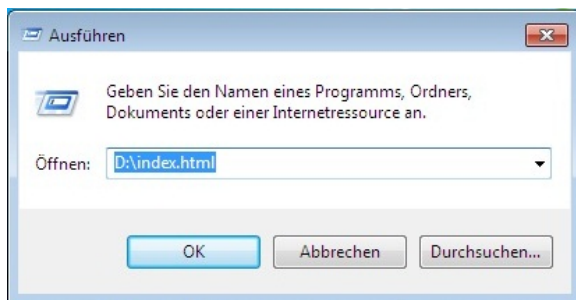 Ausführen
Geben Sie den Namen eines Programms, Ordners,
Dokuments oder einer Internetressource an.
Öffnen: D:\index.html
OK Abbrechen Durchsuchen...